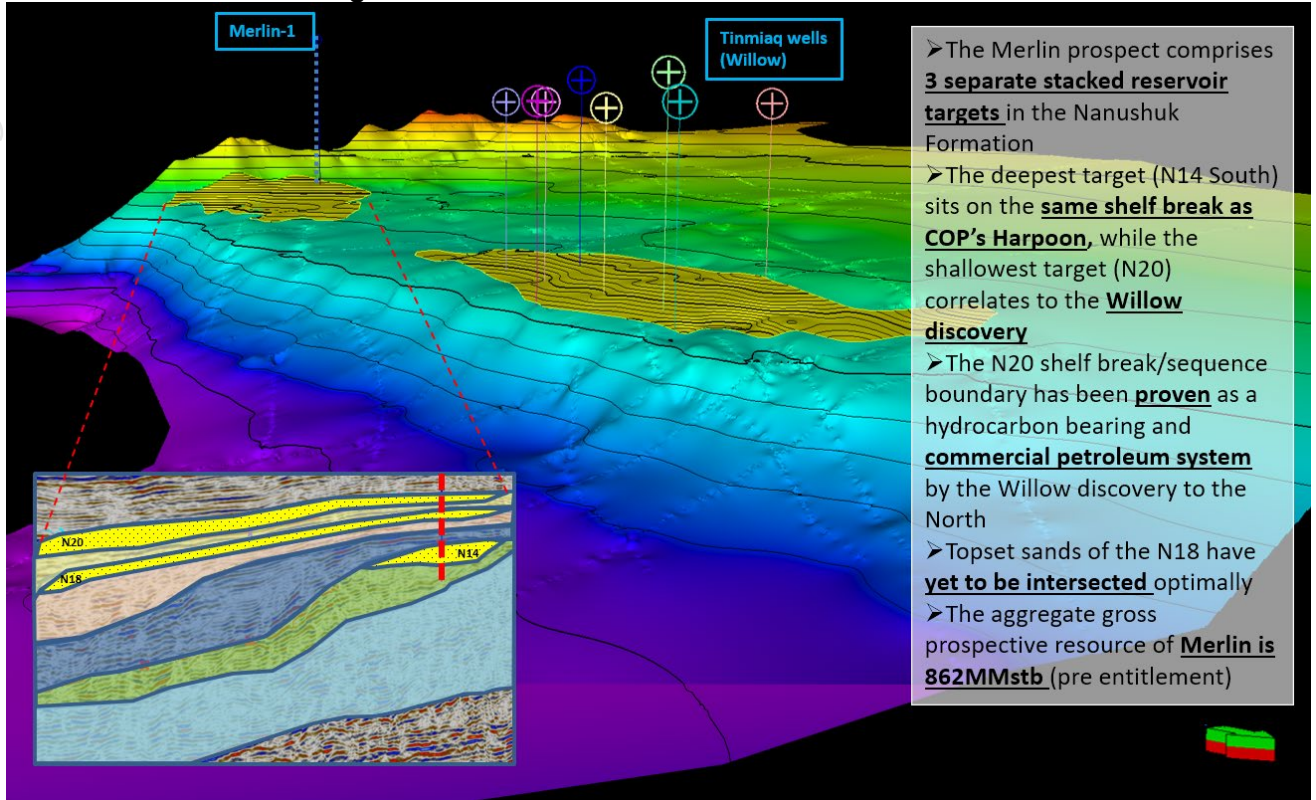 Merlin-1
Tinmiaq wells
(Willow)
➢The Merlin prospect comprises
3 separate stacked reservoir
targets in the Nanushuk
Formation
➢The deepest target (N14 South)
sits on the same shelf break as
COP’s Harpoon, while the
shallowest target (N20)
correlates to the Willow
discovery
➢The N20 shelf break/sequence
boundary has been proven as a
hydrocarbon bearing and
commercial petroleum system
by the Willow discovery to the
North
➢Topset sands of the N18 have
yet to be intersected optimally
➢The aggregate gross
prospective resource of Merlin is
862MMstb (pre entitlement)
N20
N14
N18